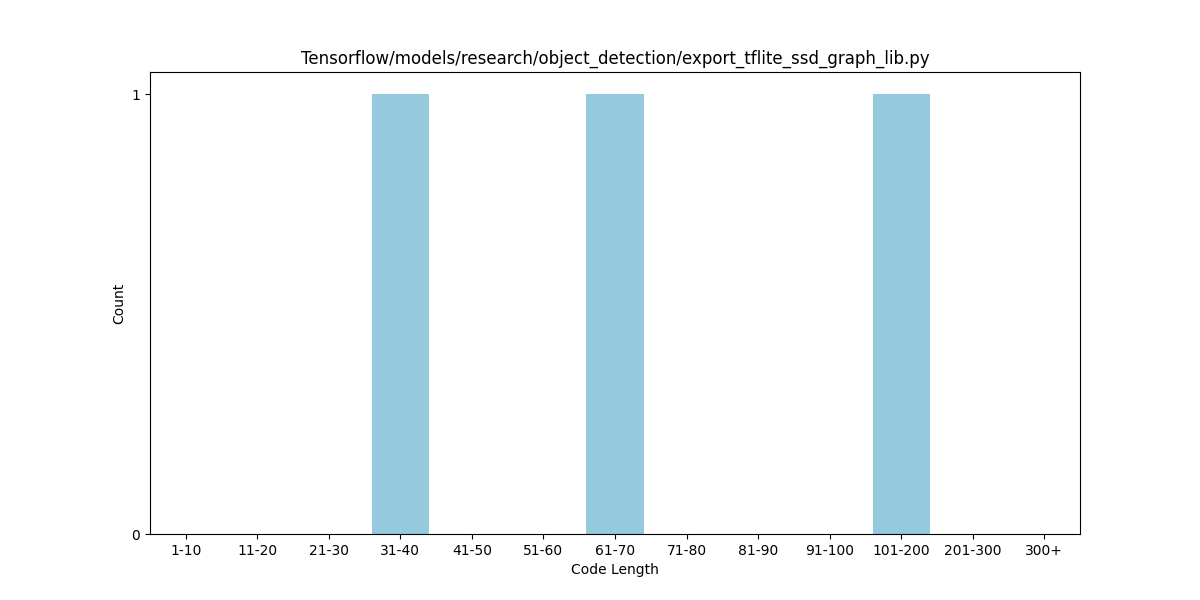 Tensorflow/models/research/object_detection/export_tflite_ssd_graph_lib.py
1
Count
0
1-10 11-20 21-30 31-40 41-50 51-60 61-70 71-80 81-90 91-100 101-200 201-300 300+
Code Length